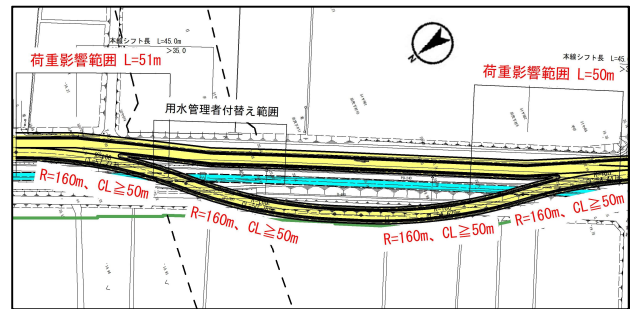 本線シフト長 L=45.0m
>35.0
荷重影響範囲 L=51m
用水管理者付替え範囲
N
本線シフト長 L=45
荷重影響範囲 L=50m
R=160m、CL≧50m
R=160m、CL≧50m
R=160m、CL≧50m
R=160m、CL≧50m